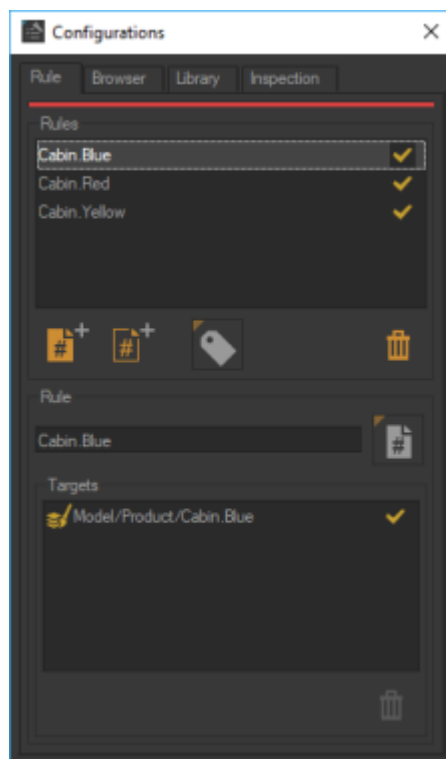 Configurations
Rule Browser Library Inspection
Rules
Cabin.Blue
Cabin.Red
Cabin.Yellow
# # 
Rule
Cabin.Blue #
Targets
Model/Product/Cabin.Blue